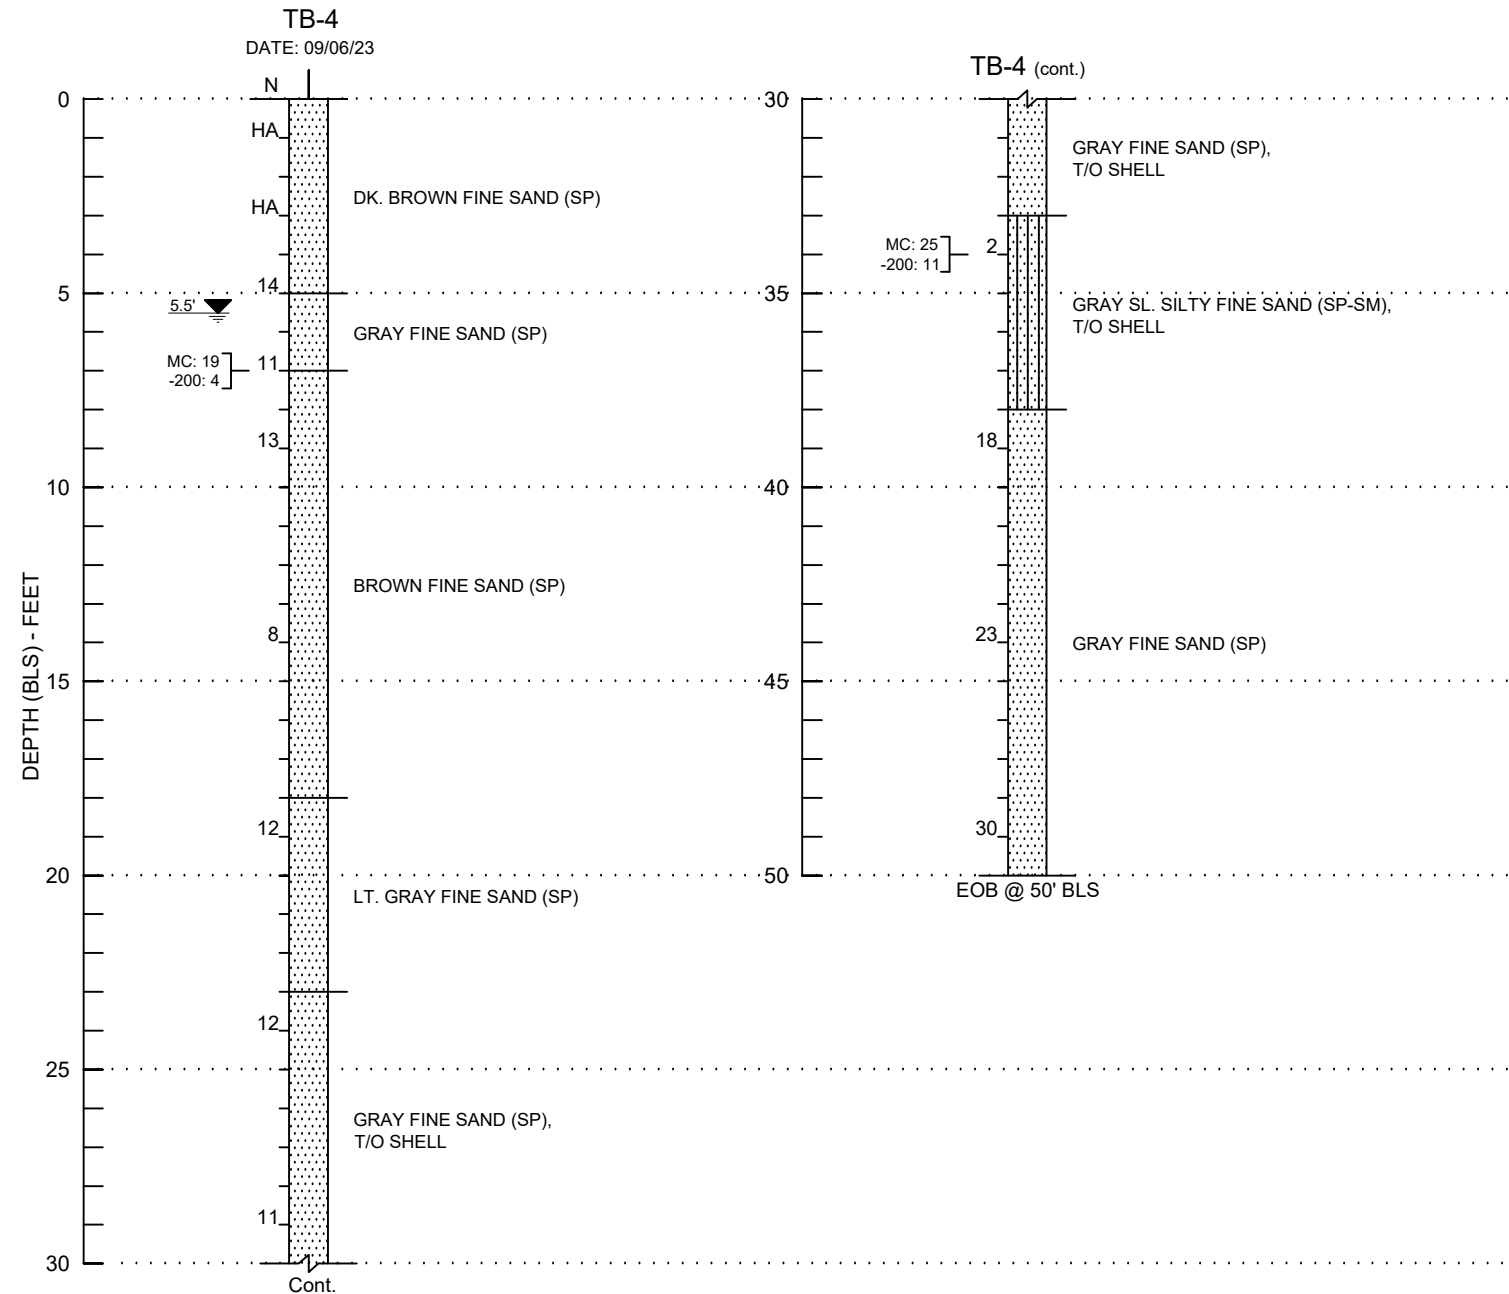 TB-4
DATE: 09/06/23
N
0
HA
HA
DK. BROWN FINE SAND (SP)
14
5
5.5'
GRAY FINE SAND (SP)
MC: 19
-200: 4
11
13
10
BROWN FINE SAND (SP)
DEPTH (BLS) - FEET
8
15
12
20
LT. GRAY FINE SAND (SP)
12
25
GRAY FINE SAND (SP),
T/O SHELL
11
30
Cont.
TB-4 (cont.)
30
GRAY FINE SAND (SP),
T/O SHELL
MC: 25
-200: 11
2
35
GRAY SL. SILTY FINE SAND (SP-SM),
T/O SHELL
18
40
23
GRAY FINE SAND (SP)
45
30
50
EOB @ 50' BLS